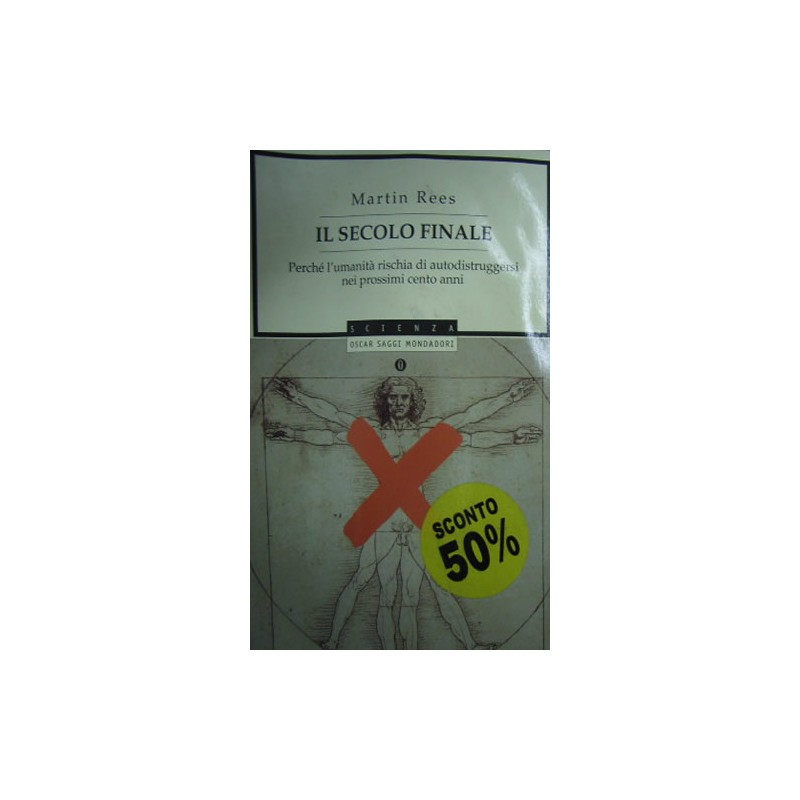 Martin Rees
IL SECOLO FINALE
Perché l'umanità rischia di autodistruggersi
nei prossimi cento anni
SCIENZA
OSCAR SAGGI MONDADORI
SCONTO
50%